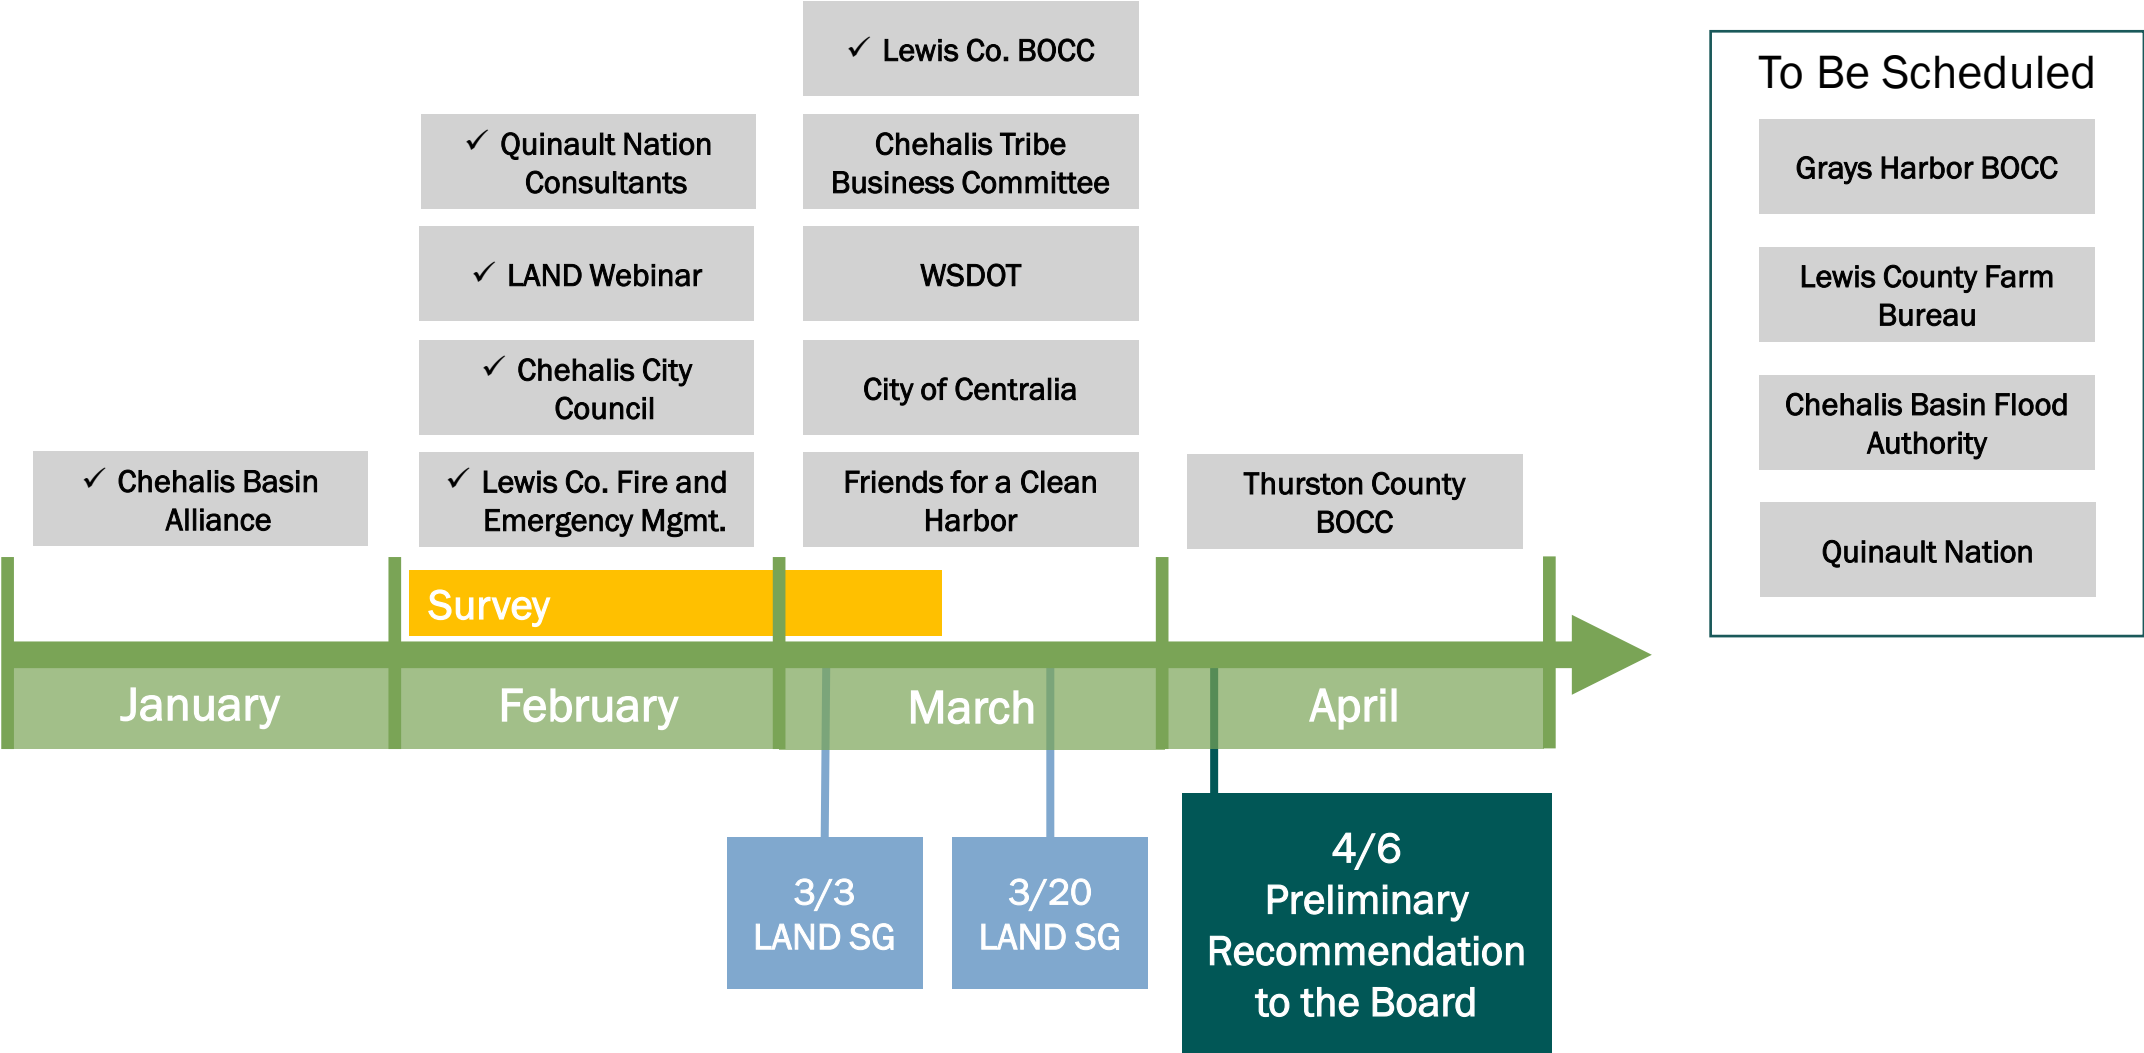 ✓ Chehalis Basin
Alliance
✓ Quinault Nation
Consultants
✓ LAND Webinar
✓ Chehalis City
Council
✓ Lewis Co. Fire and
Emergency Mgmt.
✓ Lewis Co. BOCC
Chehalis Tribe
Business Committee
WSDOT
City of Centralia
Friends for a Clean
Harbor
Thurston County
BOCC
Survey
January
February
March
April
3/3
LAND SG
3/20
LAND SG
4/6
Preliminary
Recommendation
to the Board
To Be Scheduled
Grays Harbor BOCC
Lewis County Farm
Bureau
Chehalis Basin Flood
Authority
Quinault Nation